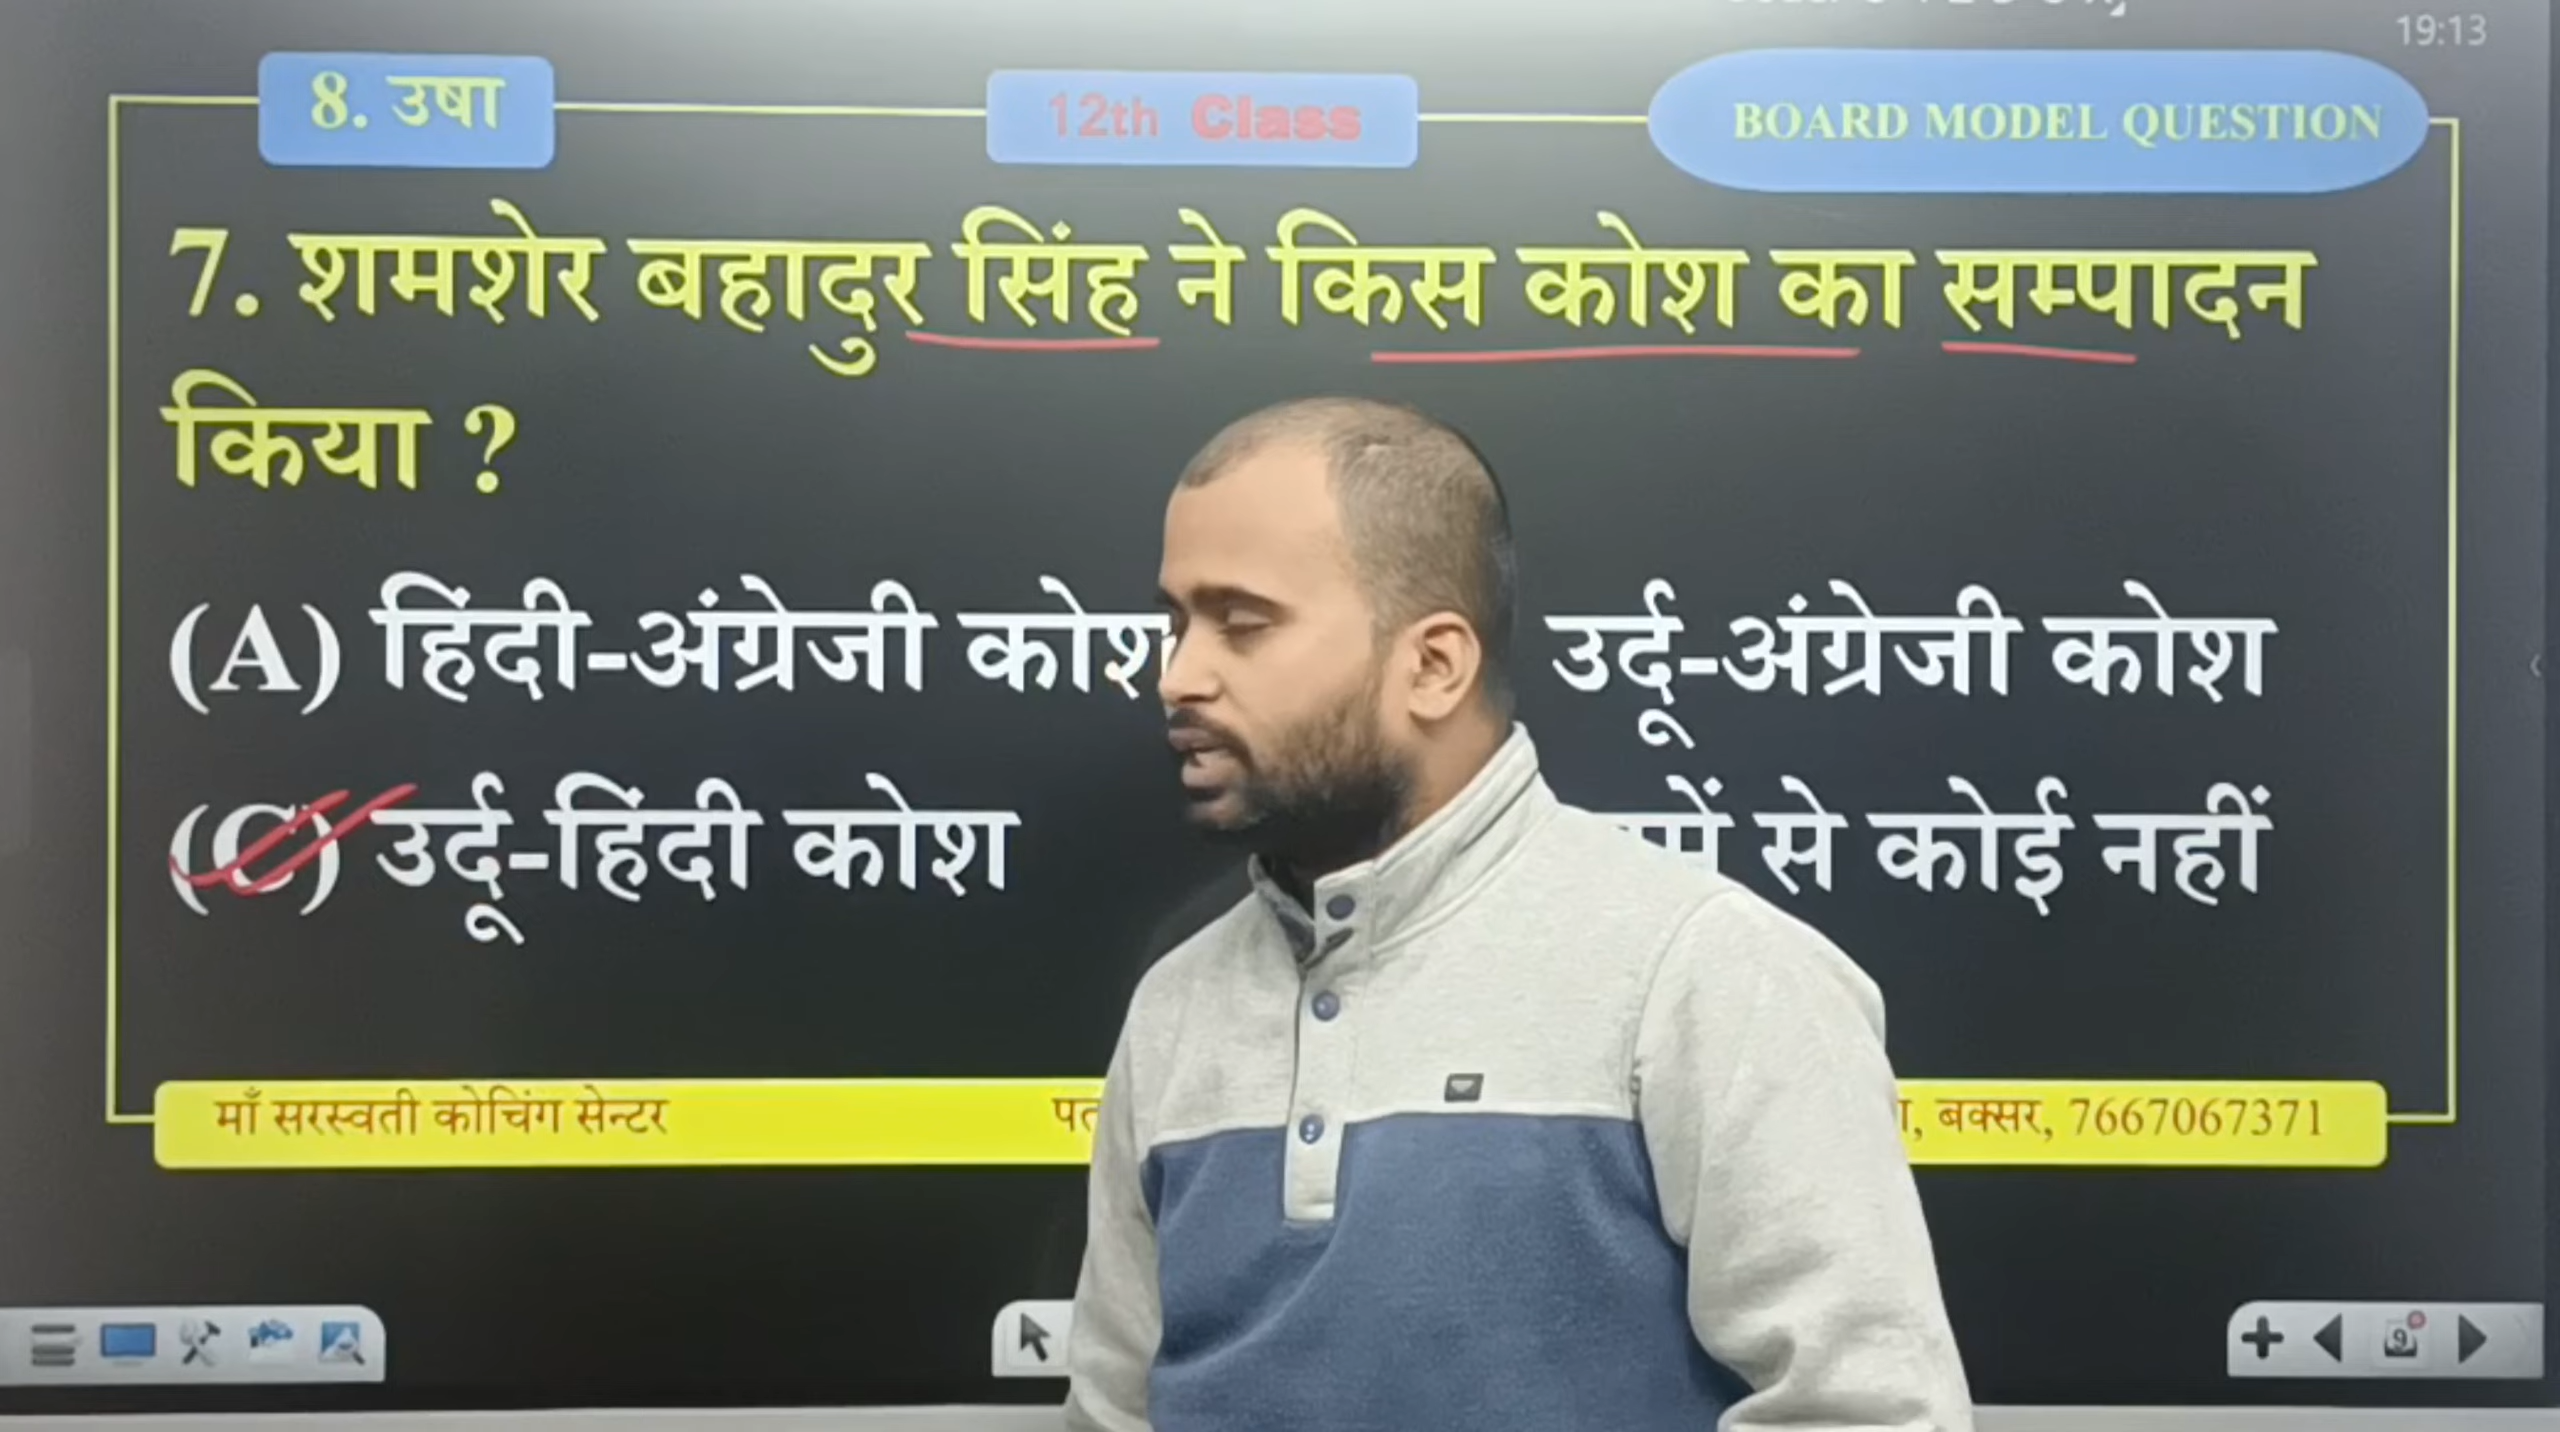 19:13
8. उषा
12th Class
BOARD MODEL QUESTION
7. शमशेर बहादुर सिंह ने किस कोश का सम्पादन
किया ?
(A) हिंदी-अंग्रेजी कोश उर्दू-अंग्रेजी कोश
(C) उर्दू-हिंदी कोश में से कोई नहीं
माँ सरस्वती कोचिंग सेन्टर बक्सर, 7667067371